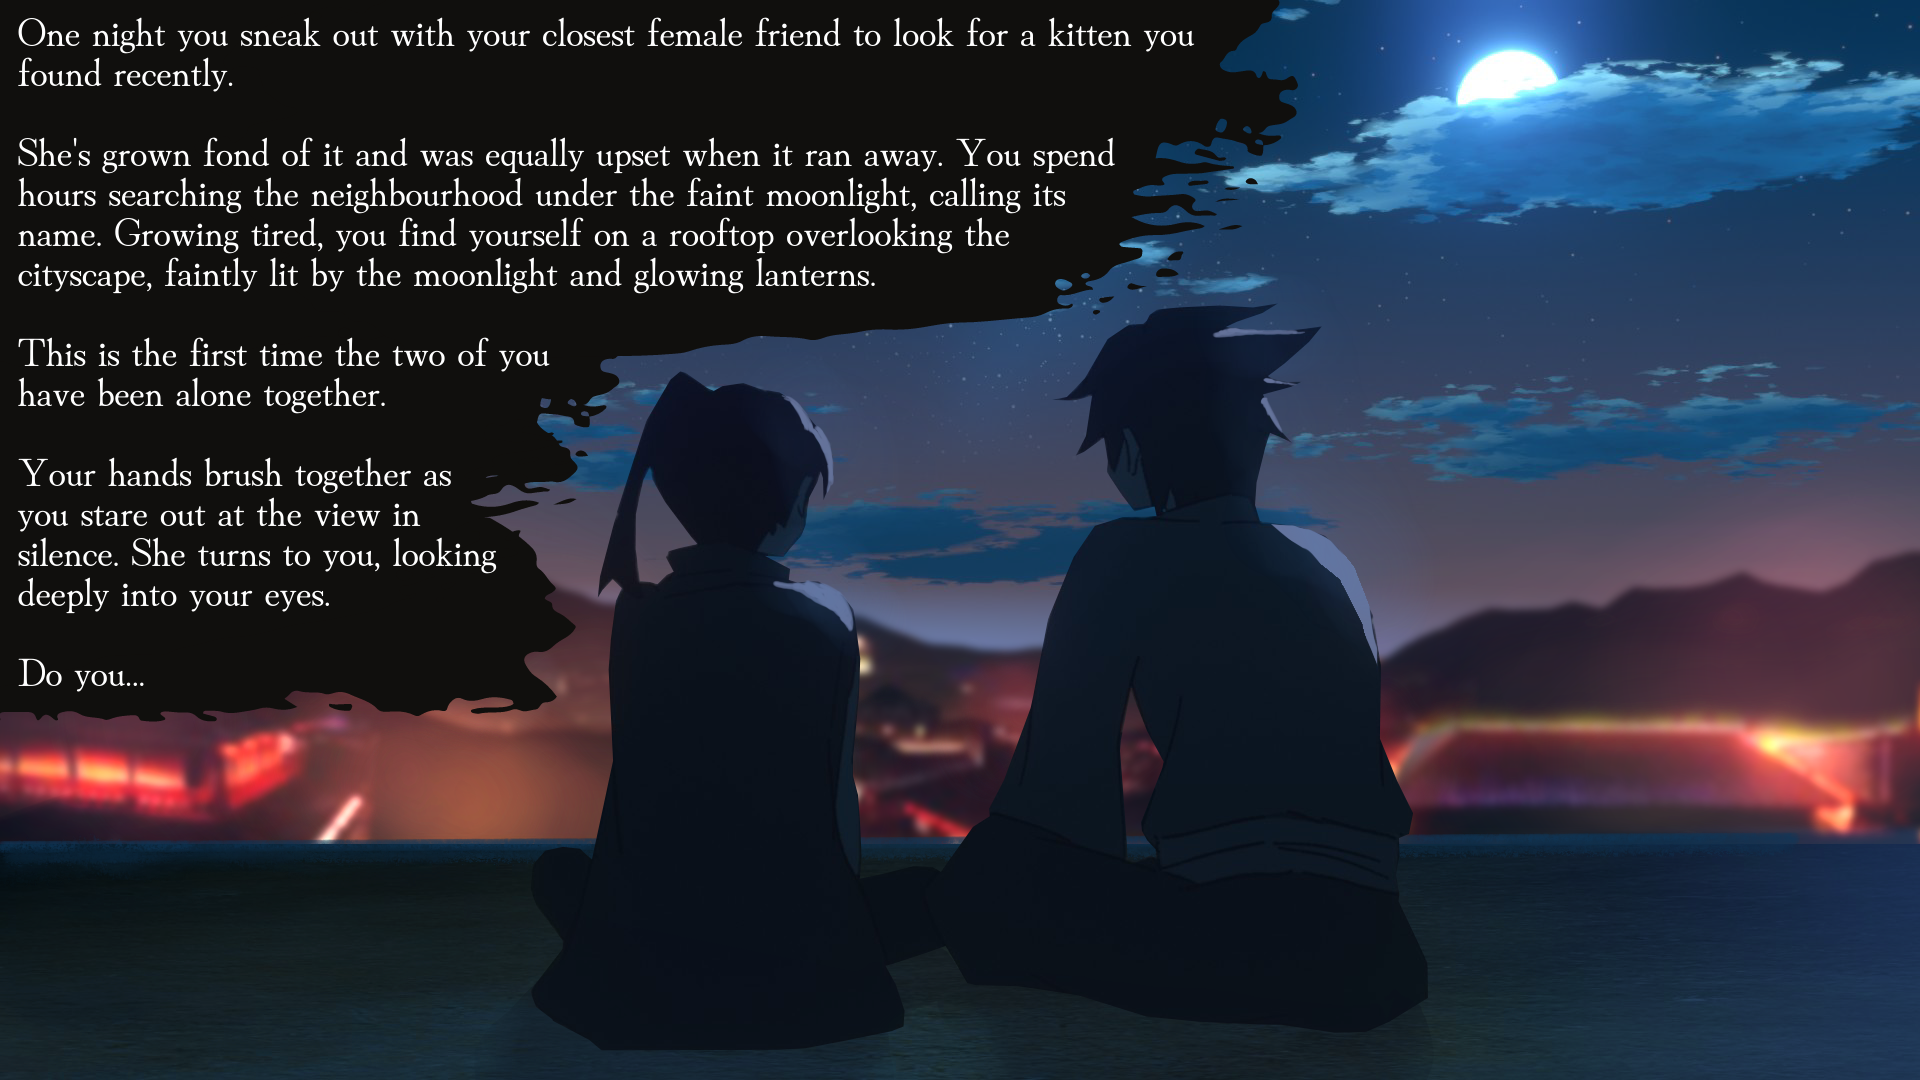 One night you sneak out with your closest female friend to look for a kitten you
found recently.
She's grown fond of it and was equally upset when it ran away. You spend
hours searching the neighbourhood under the faint moonlight, calling its
name. Growing tired, you find yourself on a rooftop overlooking the
cityscape, faintly lit by the moonlight and glowing lanterns.
This is the first time the two of you
have been alone together.
Your hands brush together as
you stare out at the view in
silence. She turns to you, looking
deeply into your eyes.
Do you...